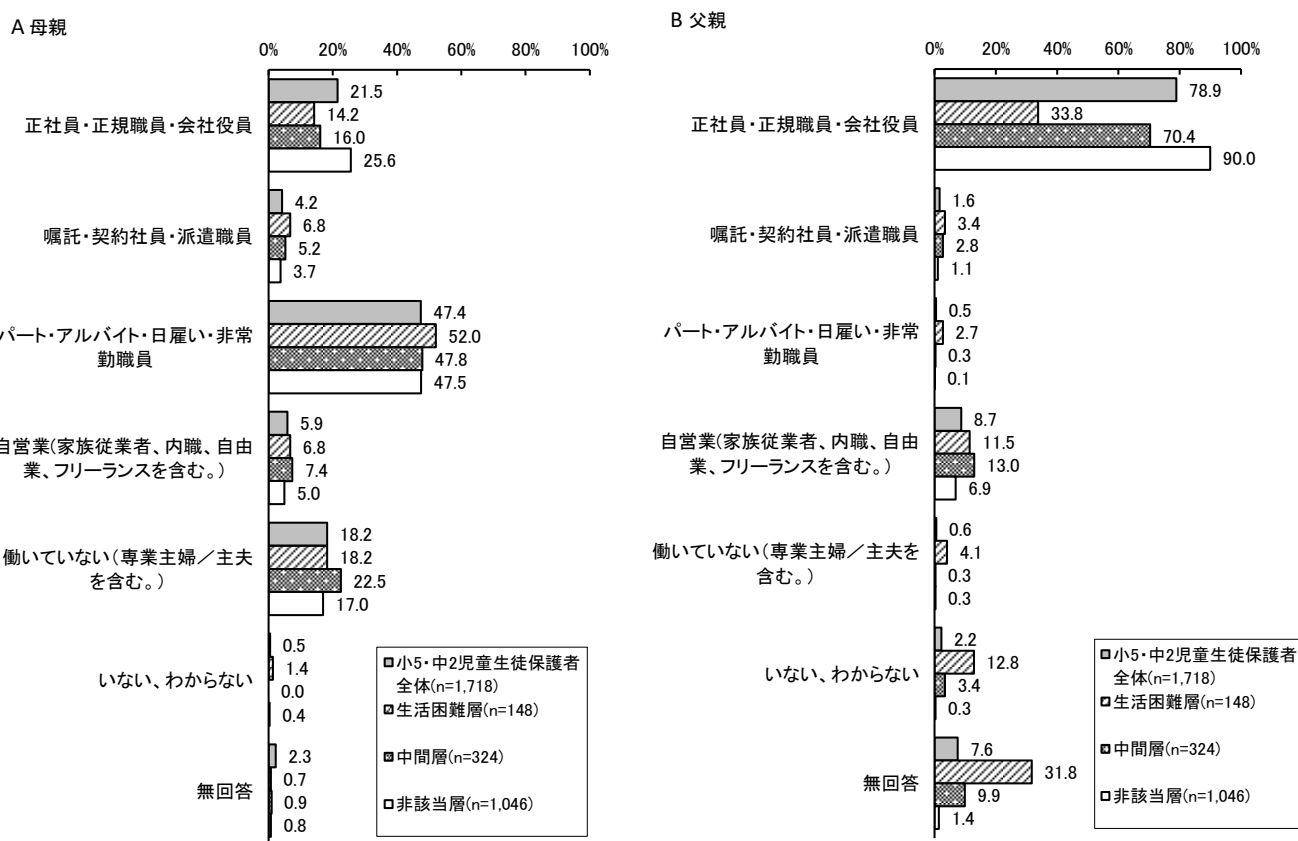 A 母親
0% 20% 40% 60% 80% 100%
正社員・正規職員・会社役員
21.5
14.2
16.0
25.6
嘱託・契約社員・派遣職員
4.2
6.8
5.2
3.7
パート・アルバイト・日雇い・非常
勤職員
47.4
52.0
47.8
47.5
自営業(家族従業者、内職、自由
業、フリーランスを含む。)
5.9
6.8
7.4
5.0
働いていない(専業主婦/主夫
を含む。)
18.2
18.2
22.5
17.0
いない、わからない
0.5
1.4
0.0
0.4
無回答
2.3
0.7
0.9
0.8
小5・中2児童生徒保護者
全体(n=1,718)
生活困難層(n=148)
中間層(n=324)
非該当層(n=1,046)
B 父親
0% 20% 40% 60% 80% 100%
正社員・正規職員・会社役員
78.9
33.8
70.4
90.0
嘱託・契約社員・派遣職員
1.6
3.4
2.8
1.1
パート・アルバイト・日雇い・非常
勤職員
0.5
2.7
0.3
0.1
自営業(家族従業者、内職、自由
業、フリーランスを含む。)
8.7
11.5
13.0
6.9
働いていない(専業主婦/主夫を
含む。)
0.6
4.1
0.3
0.3
いない、わからない
2.2
12.8
3.4
0.3
無回答
7.6
31.8
9.9
1.4
小5・中2児童生徒保護者
全体(n=1,718)
生活困難層(n=148)
中間層(n=324)
非該当層(n=1,046)